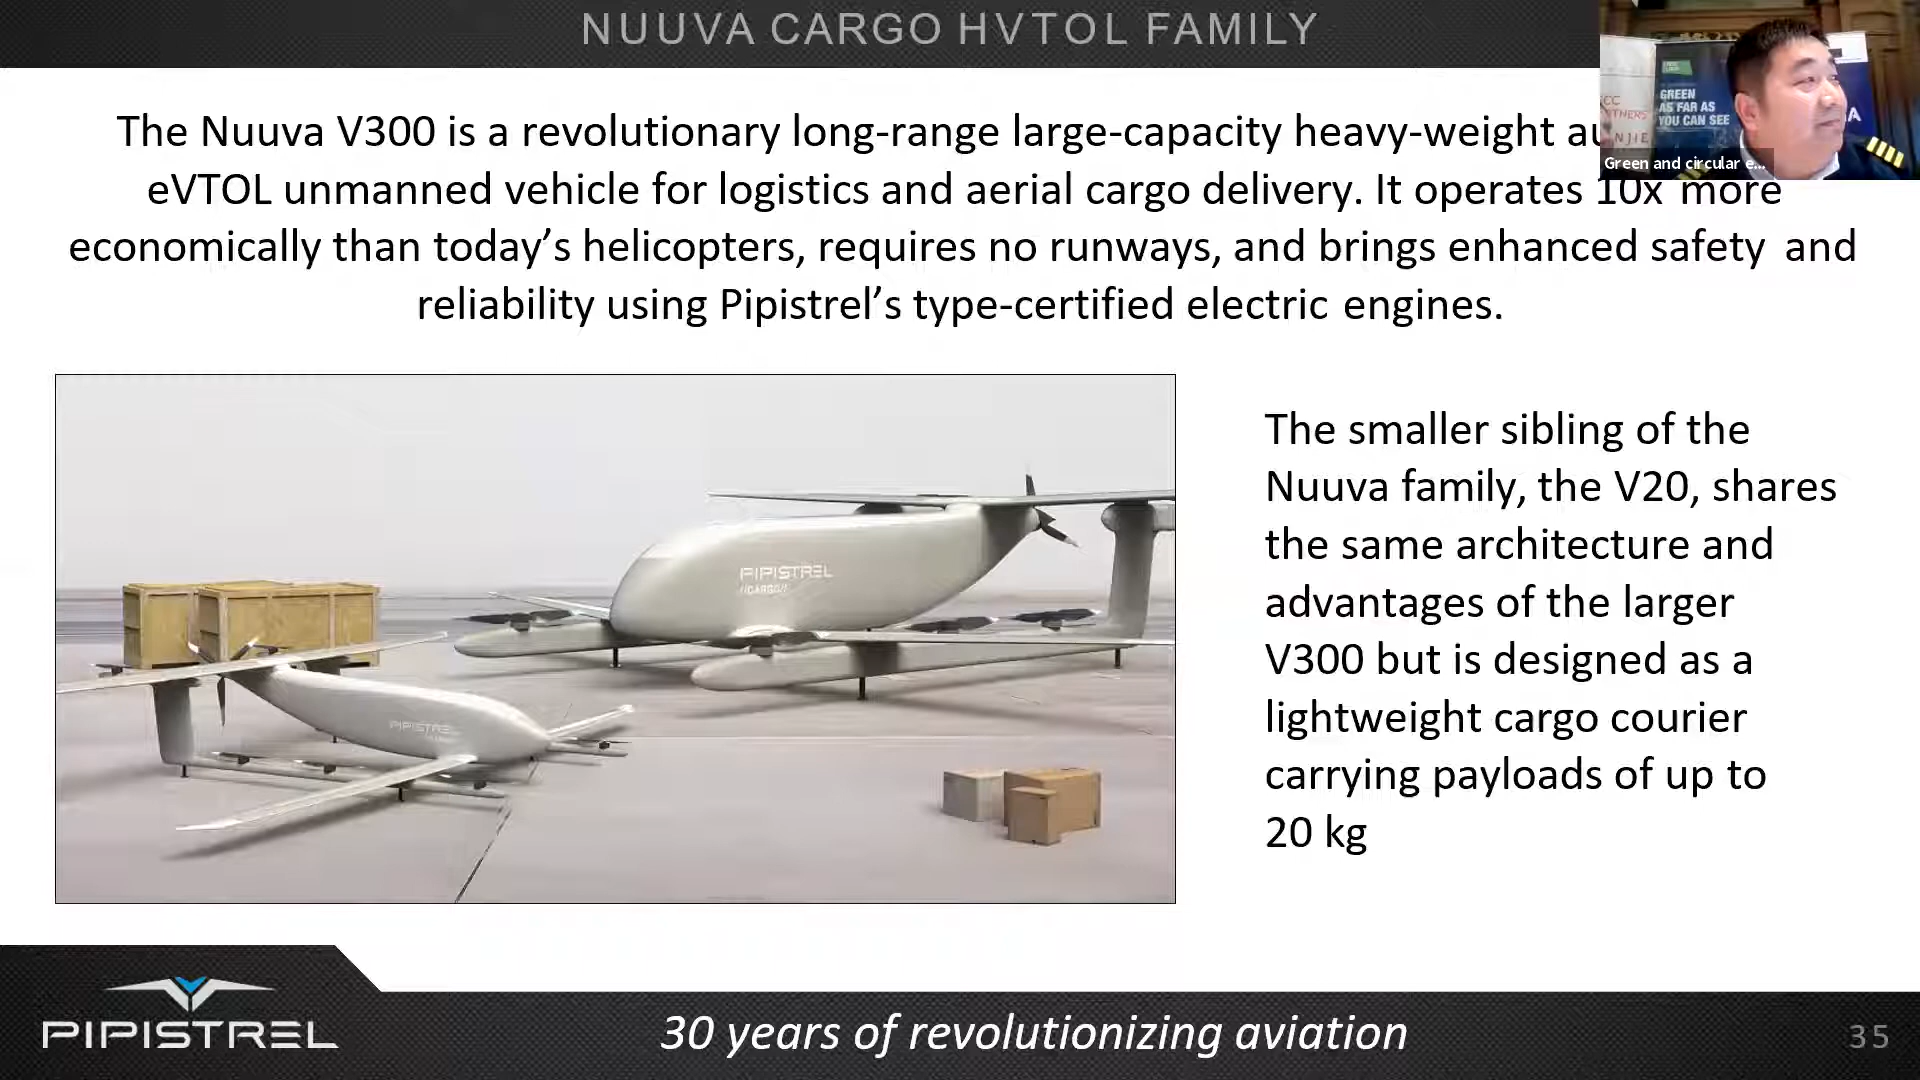 NUUVA CARGO HVTOL FAMILY
The Nuuva V300 is a revolutionary long-range large-capacity heavy-weight
eVTOL unmanned vehicle for logistics and aerial cargo delivery. It operates 10x more
economically than today’s helicopters, requires no runways, and brings enhanced safety and
reliability using Pipistrel’s type-certified electric engines.
GREEN
AS FAR AS
YOU CAN SEE
Green and circular e...
PIPISTREL
//CARGO//
PIPISTREL
The smaller sibling of the
Nuuva family, the V20, shares
the same architecture and
advantages of the larger
V300 but is designed as a
lightweight cargo courier
carrying payloads of up to
20 kg
PIPISTREL
30 years of revolutionizing aviation
35